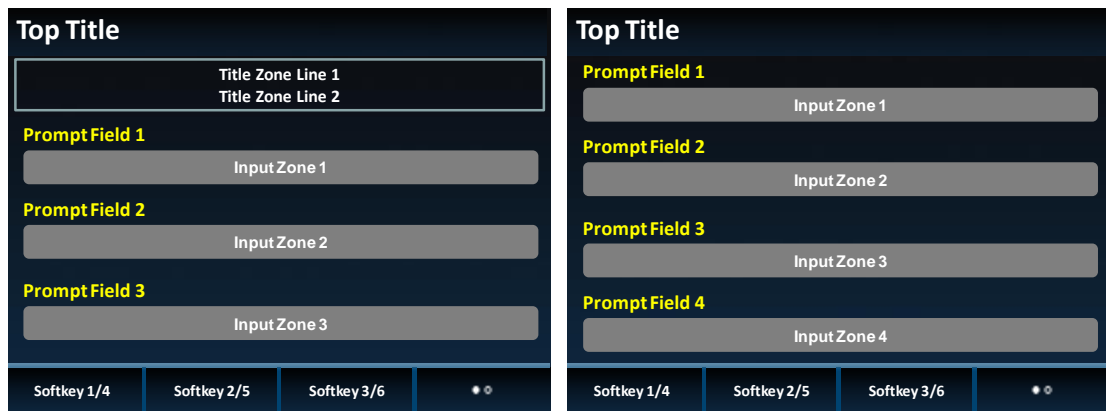 Top Title
Title Zone Line 1
Title Zone Line 2
Prompt Field 1
Input Zone 1
Prompt Field 2
Input Zone 2
Prompt Field 3
Input Zone 3
Softkey 1/4
Softkey 2/5
Softkey 3/6
Top Title
Prompt Field 1
Input Zone 1
Prompt Field 2
Input Zone 2
Prompt Field 3
Input Zone 3
Prompt Field 4
Input Zone 4
Softkey 1/4
Softkey 2/5
Softkey 3/6